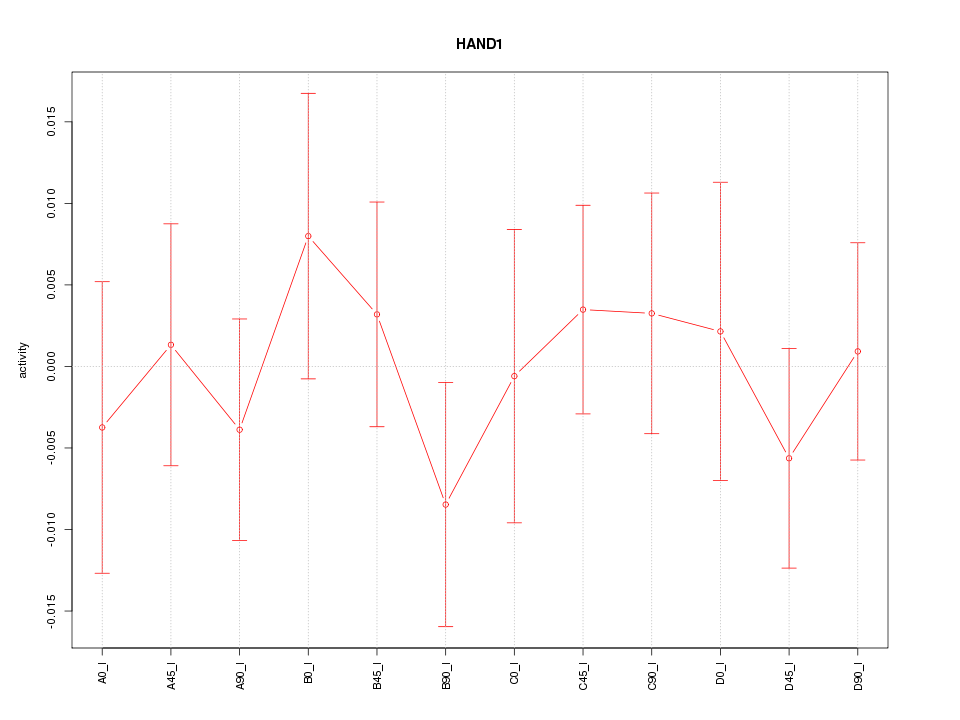 HAND1
activity
0.015
0.010
0.005
0.000
-0.005
-0.010
-0.015
A0_I
A45_I
A90_I
B0_I
B45_I
B90_I
C0_I
C45_I
C90_I
D0_I
D45_I
D90_I